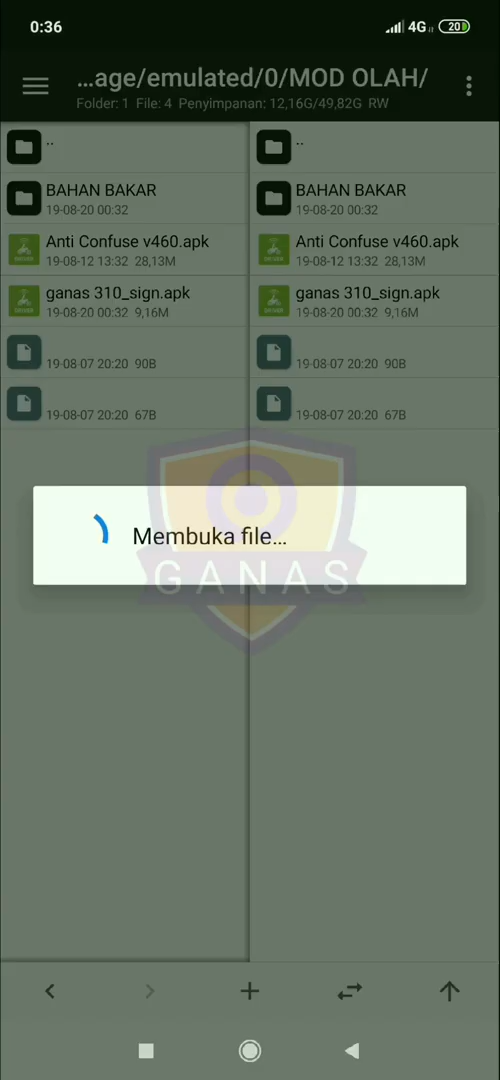 0:36
4G
20
...age/emulated/0/MOD OLAH/
Folder: 1 File: 4 Penyimpanan: 12,16G/49,82G RW
..
BAHAN BAKAR
19-08-20 00:32
Anti Confuse v460.apk
19-08-12 13:32 28,13M
ganas 310_sign.apk
19-08-20 00:32 9,16M
19-08-07 20:20 90B
19-08-07 20:20 67B
..
BAHAN BAKAR
19-08-20 00:32
Anti Confuse v460.apk
19-08-12 13:32 28,13M
ganas 310_sign.apk
19-08-20 00:32 9,16M
19-08-07 20:20 90B
19-08-07 20:20 67B
Membuka file...
GANAS